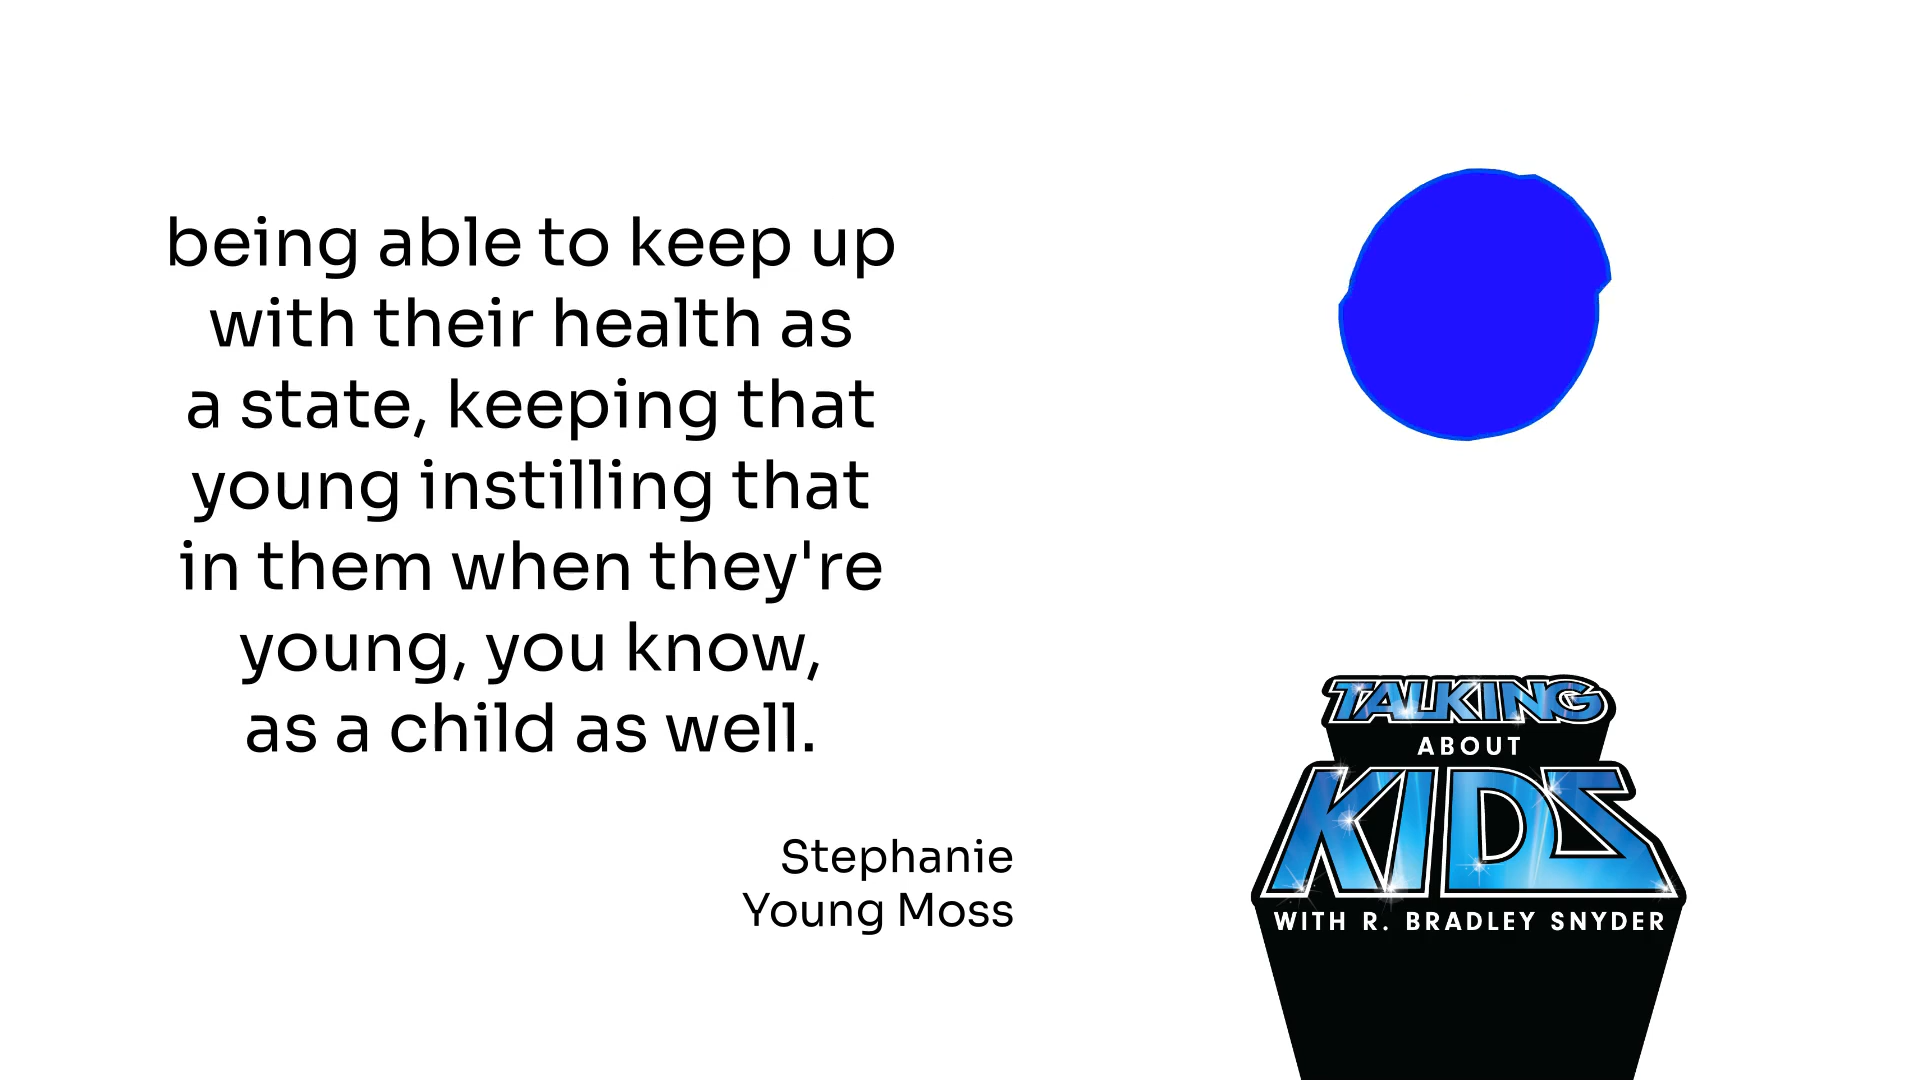 being able to keep up
with their health as
a state, keeping that
young instilling that
in them when they're
young, you know,
as a child as well.
Stephanie
Young Moss
TALKING
ABOUT
KIDS
WITH R. BRADLEY SNYDER